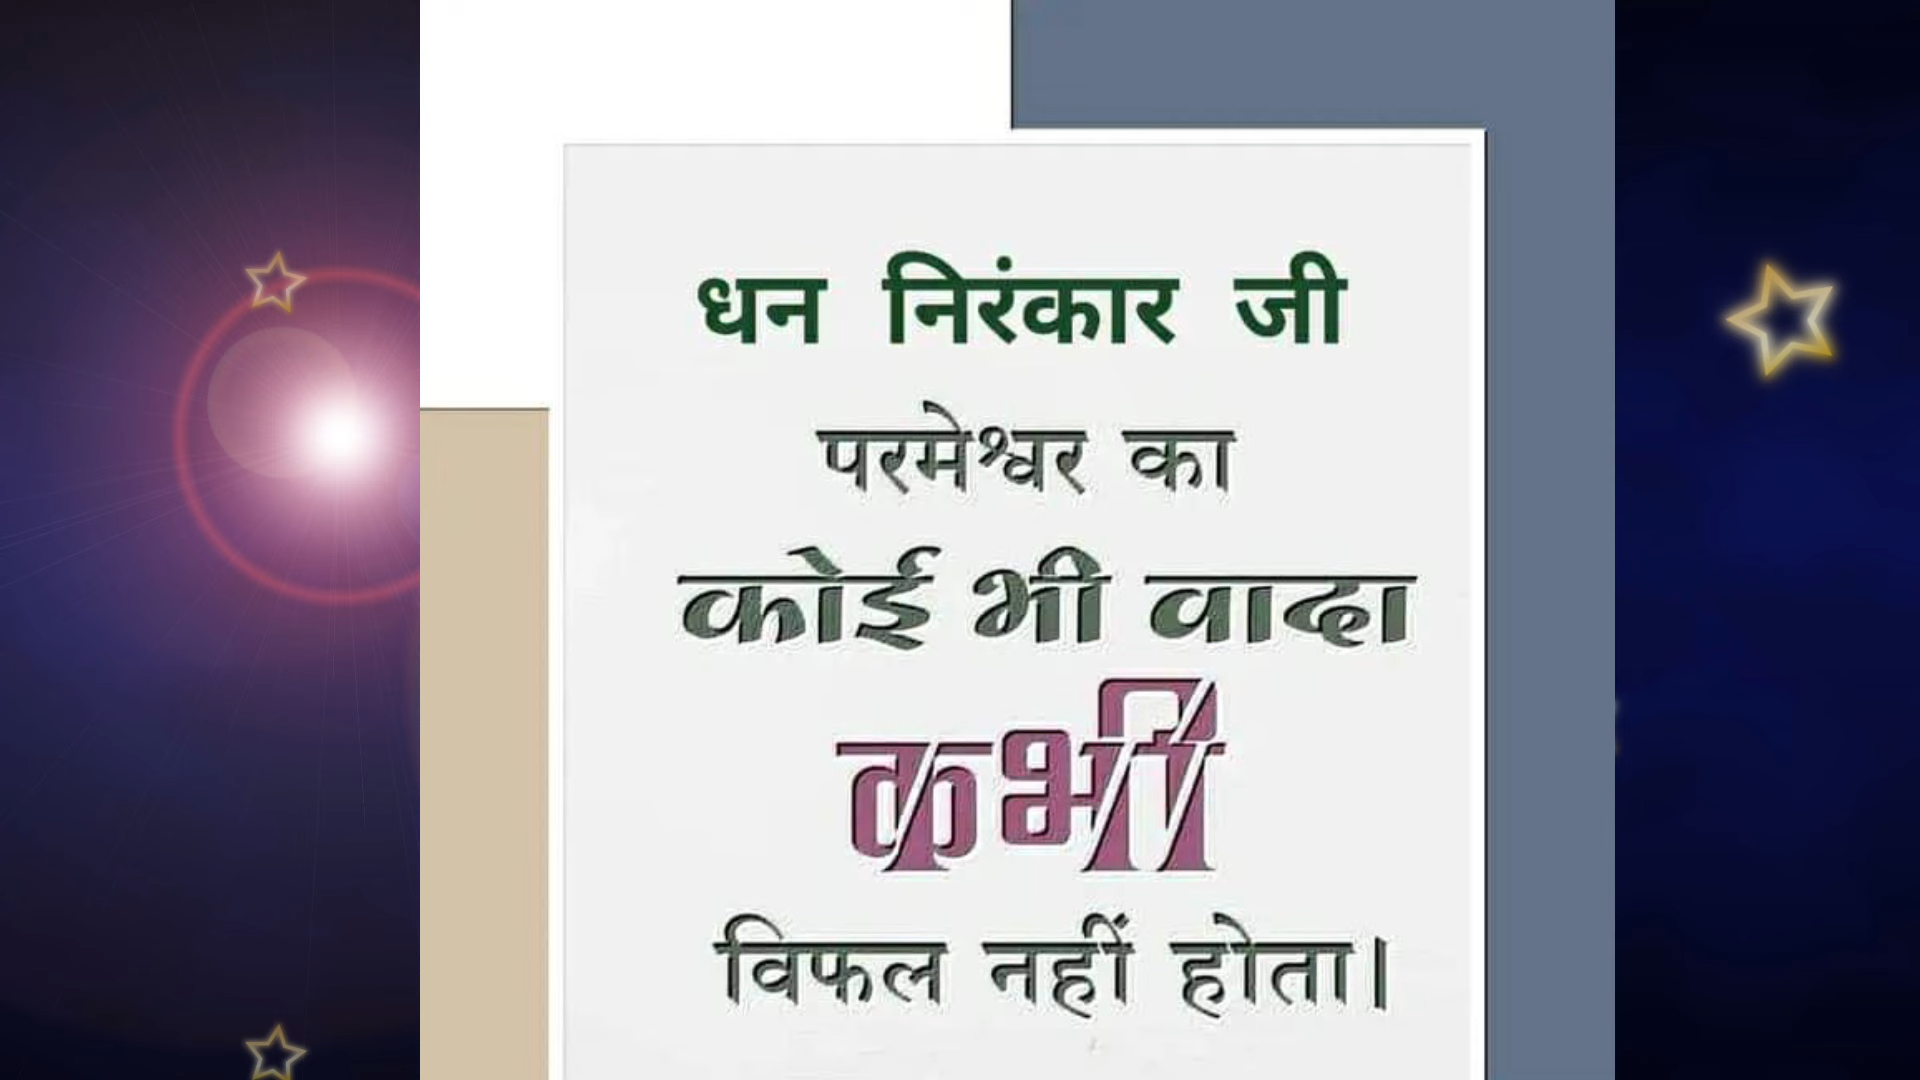 धन निरंकार जी
परमेश्वर का
कोई भी वादा
कभी
विफल नहीं होता।